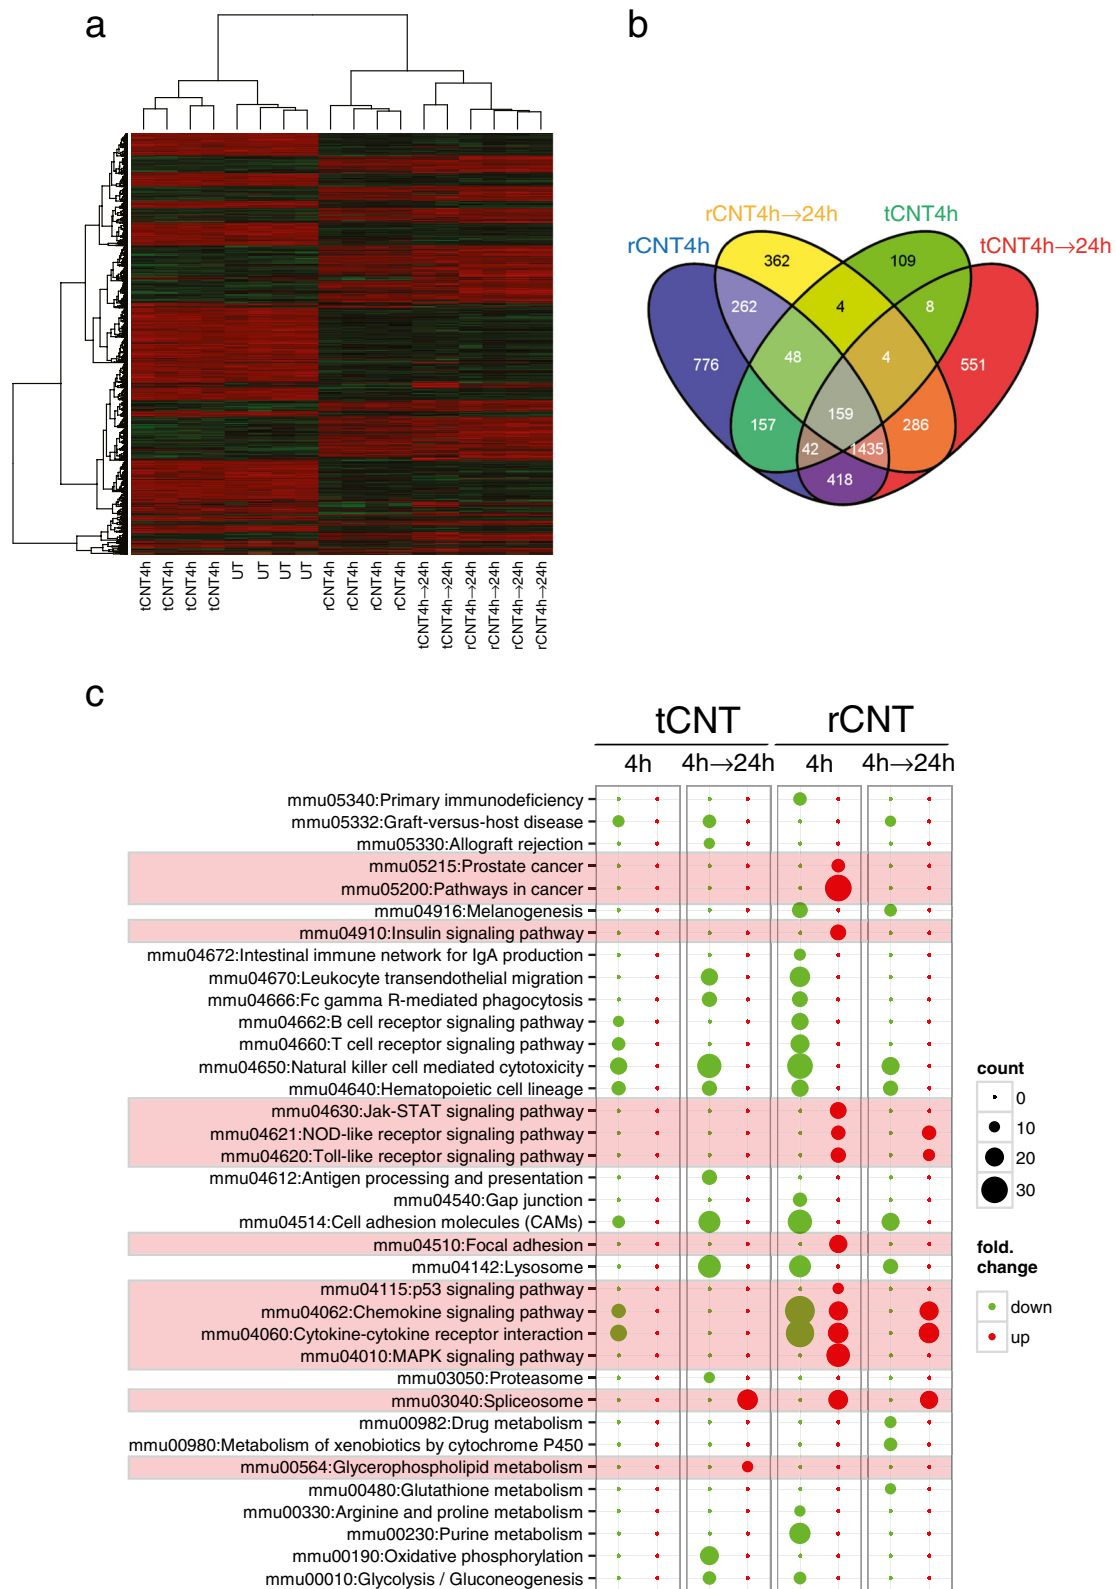 a
b
tCNT4h
tCNT4h
tCNT4h
tCNT4h
UT
UT
UT
UT
rCNT4h
rCNT4h
rCNT4h
rCNT4h
tCNT4h→24h
tCNT4h→24h
rCNT4h→24h
rCNT4h→24h
rCNT4h→24h
rCNT4h→24h
rCNT4h→24h
tCNT4h
rCNT4h
tCNT4h→24h
362
109
262
4
8
776
48
4
551
159
157
286
42
1435
418
c
tCNT
rCNT
4h
4h→24h
4h
4h→24h
mmu05340:Primary immunodeficiency
mmu05332:Graft-versus-host disease
mmu05330:Allograft rejection
mmu05215:Prostate cancer
mmu05200:Pathways in cancer
mmu04916:Melanogenesis
mmu04910:Insulin signaling pathway
mmu04672:Intestinal immune network for IgA production
mmu04670:Leukocyte transendothelial migration
mmu04666:Fc gamma R-mediated phagocytosis
mmu04662:B cell receptor signaling pathway
mmu04660:T cell receptor signaling pathway
mmu04650:Natural killer cell mediated cytotoxicity
mmu04640:Hematopoietic cell lineage
mmu04630:Jak-STAT signaling pathway
mmu04621:NOD-like receptor signaling pathway
mmu04620:Toll-like receptor signaling pathway
mmu04612:Antigen processing and presentation
mmu04540:Gap junction
mmu04514:Cell adhesion molecules (CAMs)
mmu04510:Focal adhesion
mmu04142:Lysosome
mmu04115:p53 signaling pathway
mmu04062:Chemokine signaling pathway
mmu04060:Cytokine-cytokine receptor interaction
mmu04010:MAPK signaling pathway
mmu03050:Proteasome
mmu03040:Spliceosome
mmu00982:Drug metabolism
mmu00980:Metabolism of xenobiotics by cytochrome P450
mmu00564:Glycerophospholipid metabolism
mmu00480:Glutathione metabolism
mmu00330:Arginine and proline metabolism
mmu00230:Purine metabolism
mmu00190:Oxidative phosphorylation
mmu00010:Glycolysis / Gluconeogenesis
count
0
10
20
30
fold.
change
down
up